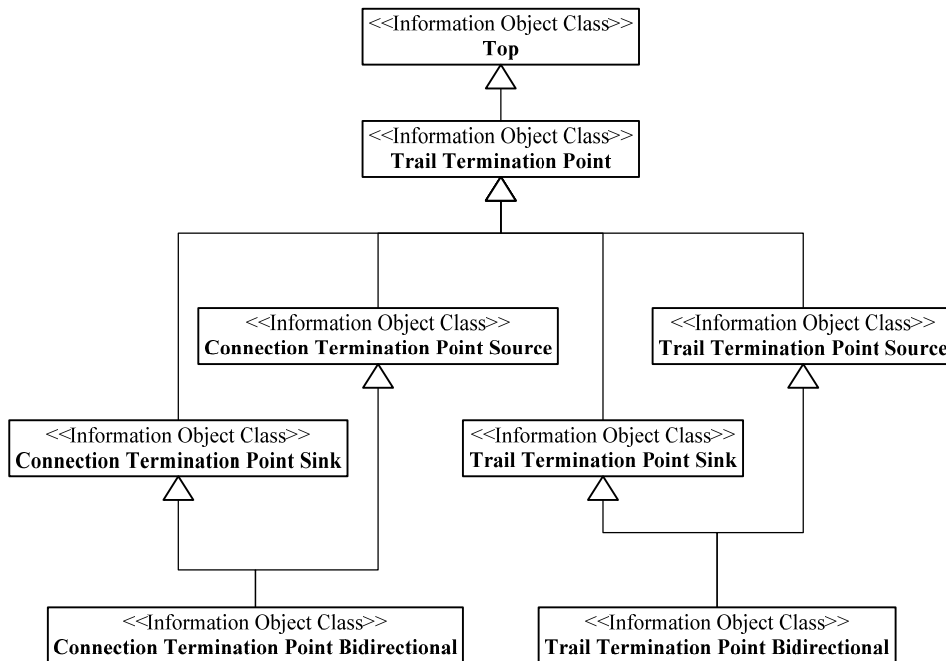 <<Information Object Class>>
Top
<<Information Object Class>>
Trail Termination Point
<<Information Object Class>>
Connection Termination Point Source
<<Information Object Class>>
Trail Termination Point Source
<<Information Object Class>>
Connection Termination Point Sink
<<Information Object Class>>
Trail Termination Point Sink
<<Information Object Class>>
Connection Termination Point Bidirectional
<<Information Object Class>>
Trail Termination Point Bidirectional